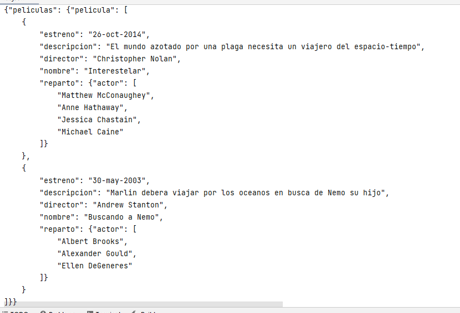 {"peliculas": {"pelicula": [
    {
        "estreno": "26-oct-2014",
        "descripcion": "El mundo azotado por una plaga necesita un viajero del espacio-tiempo",
        "director": "Christopher Nolan",
        "nombre": "Interestelar",
        "reparto": {"actor": [
            "Matthew McConaughey",
            "Anne Hathaway",
            "Jessica Chastain",
            "Michael Caine"
        ]}
    },
    {
        "estreno": "30-may-2003",
        "descripcion": "Marlin debera viajar por los oceanos en busca de Nemo su hijo",
        "director": "Andrew Stanton",
        "nombre": "Buscando a Nemo",
        "reparto": {"actor": [
            "Albert Brooks",
            "Alexander Gould",
            "Ellen DeGeneres"
        ]}
    }
]}}